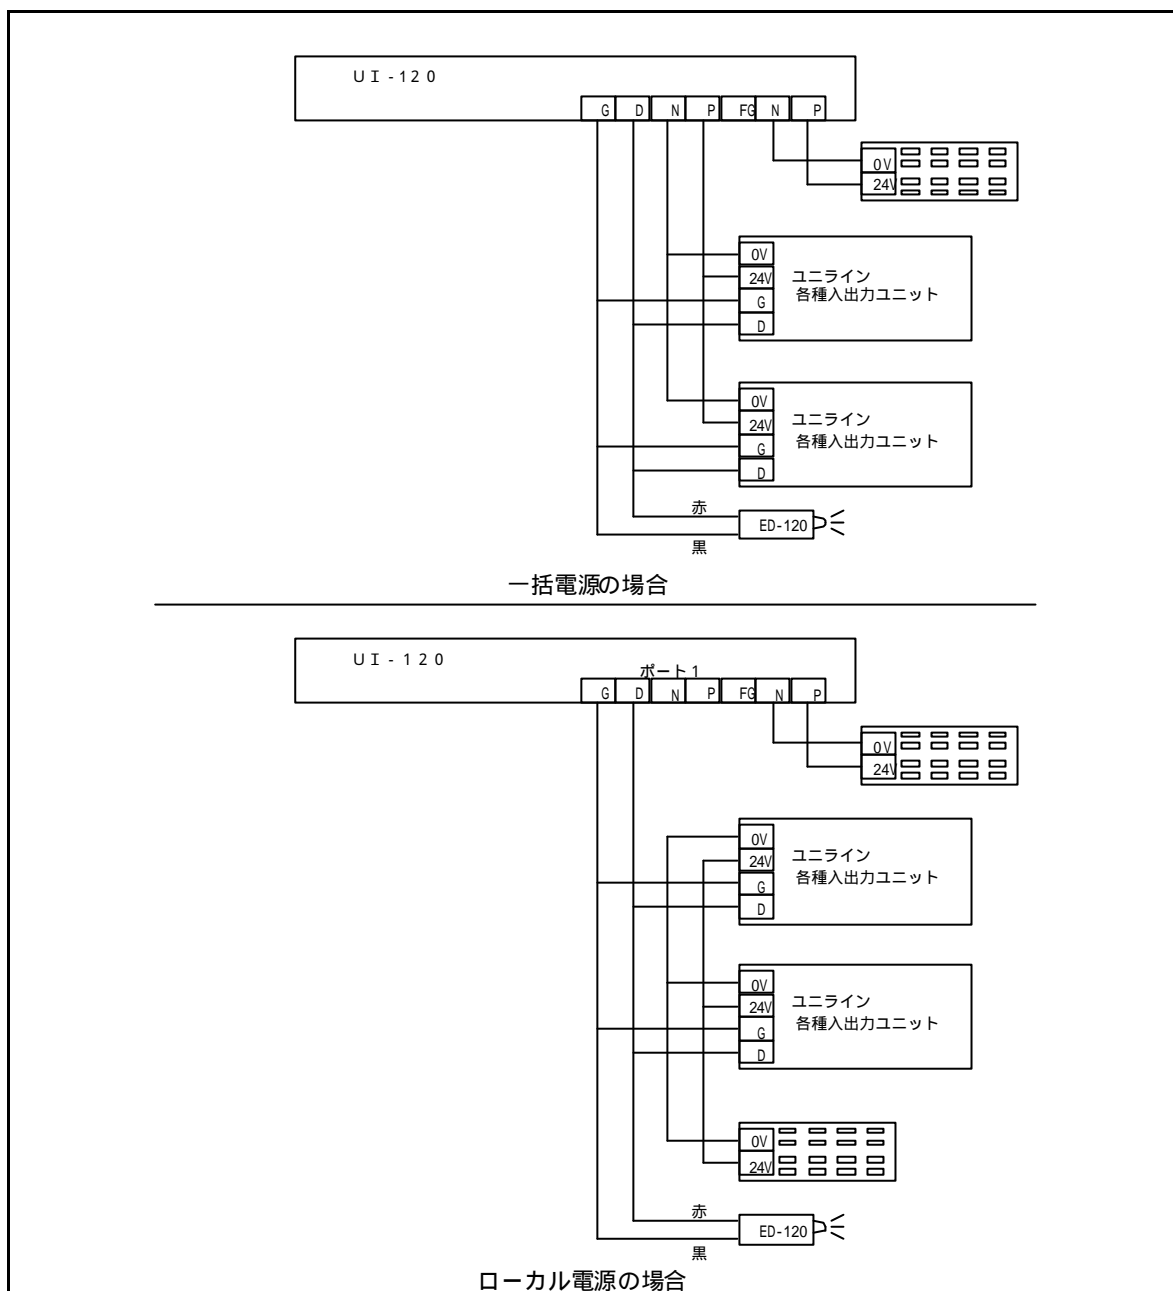 UI-120
G D N P FG N P
0V
24V
0V
24V
G
D
ユニライン
各種入出力ユニット
0V
24V
G
D
ユニライン
各種入出力ユニット
赤
ED-120
黒
一括電源の場合
UI-120
ポート1
G D N P FG N P
0V
24V
0V
24V
G
D
ユニライン
各種入出力ユニット
0V
24V
G
D
ユニライン
各種入出力ユニット
0V
24V
赤
ED-120
黒
ローカル電源の場合